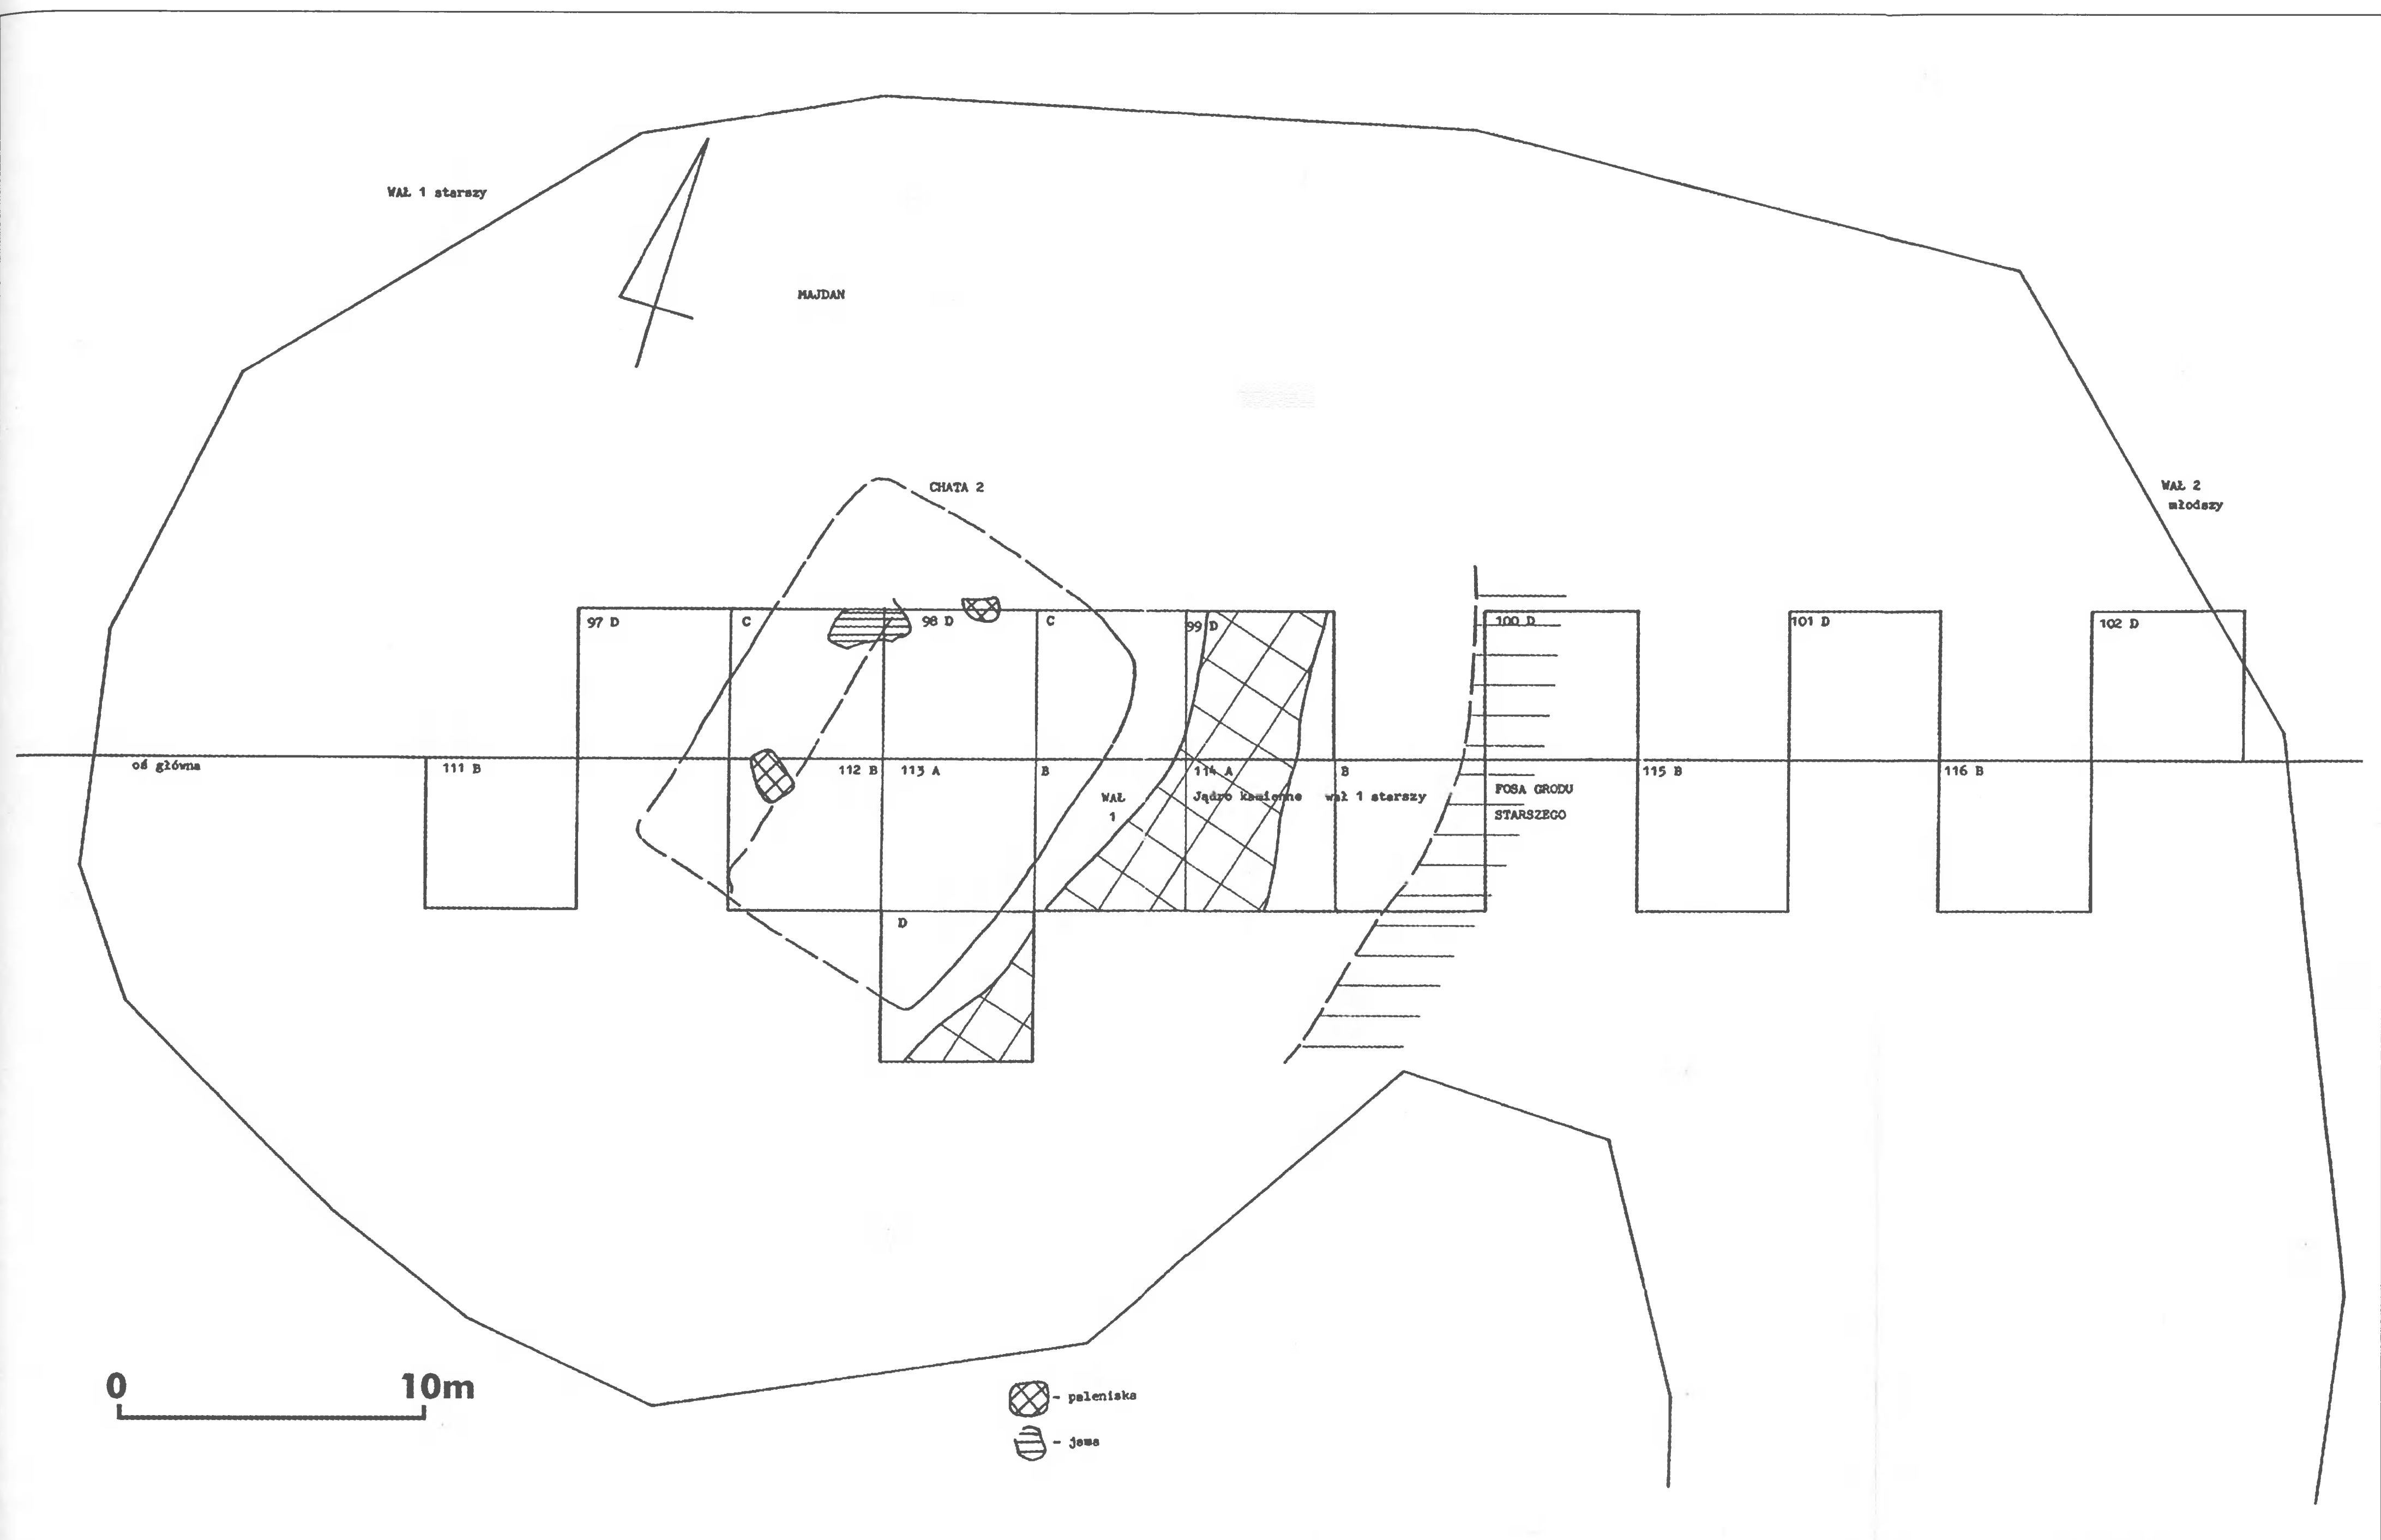 WAŁ 1 starszy
MAJDAN
CHATA 2
WAŁ 2
młodszy
97 D
C
98 D
C
99 D
100 D
101 D
102 D
oś główna
111 B
112 B
113 A
B
114 A
B
115 B
116 B
WAŁ
1
Jądro kamienne
wał 1 starszy
FOSA GRODU
STARSZEGO
D
0
10m
- paleniska
- jama